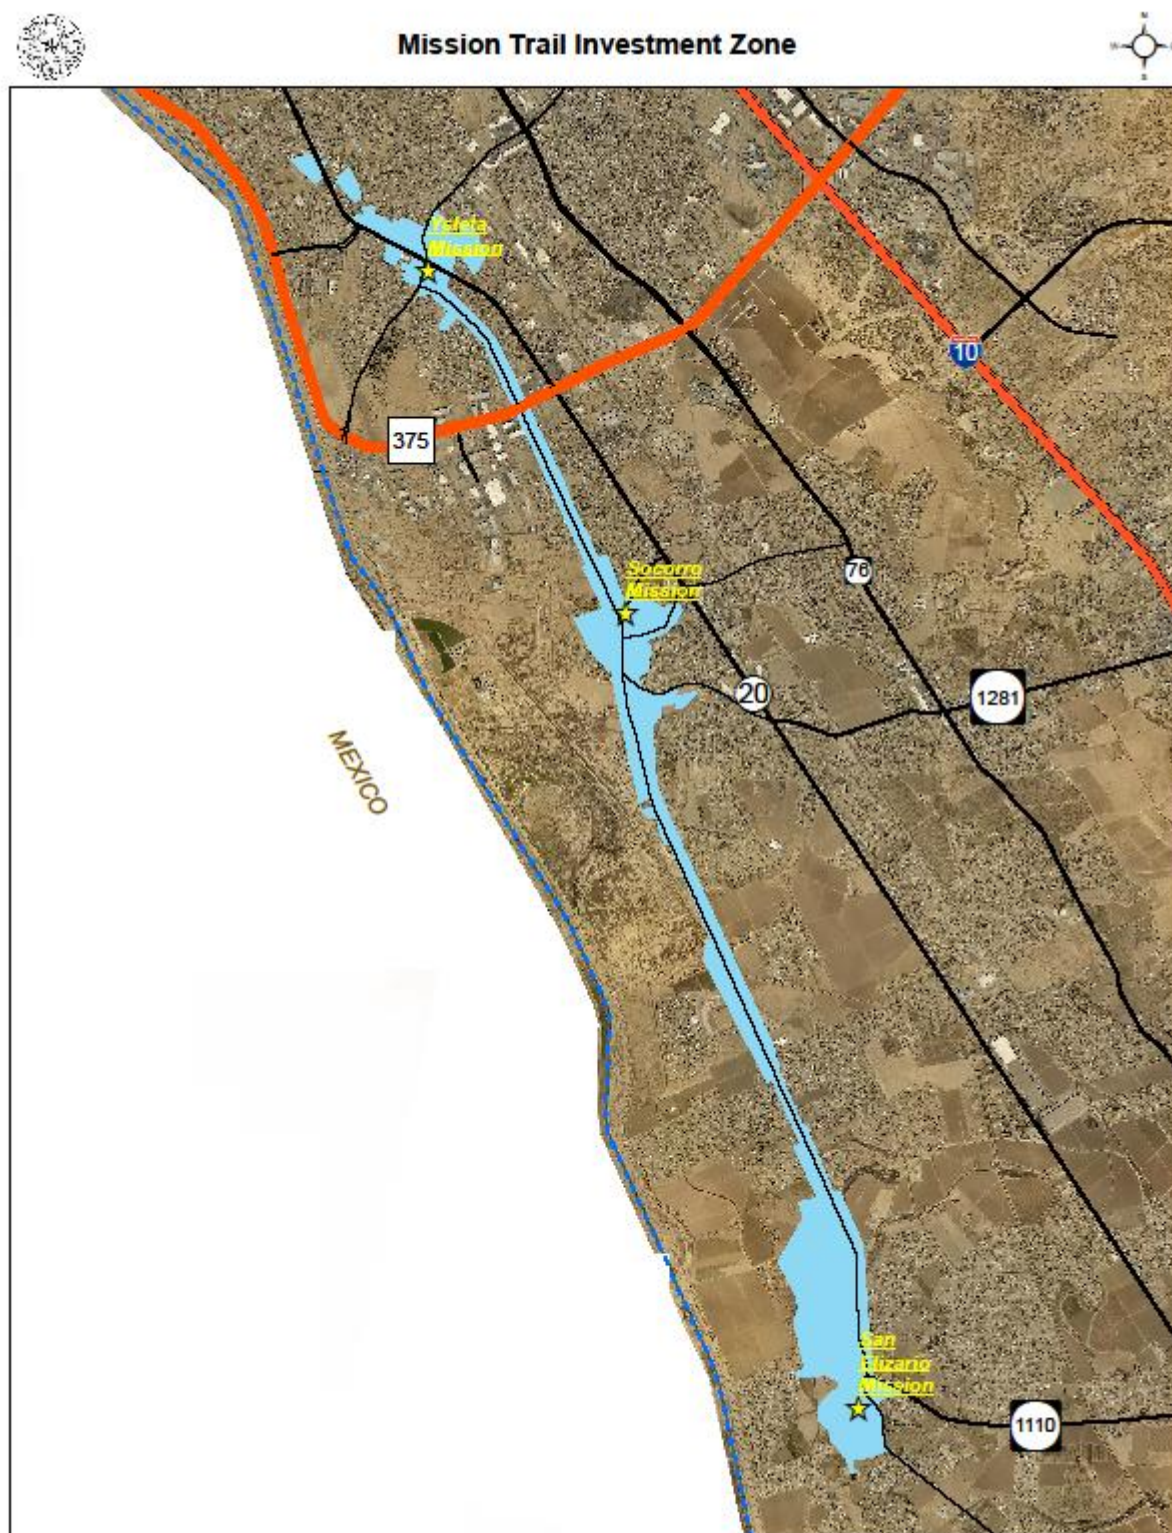 Mission Trail Investment Zone
N
W
S
Ysleta
Mission
10
375
Socorro
Mission
76
20
1281
MEXICO
San
Elizario
Mission
1110